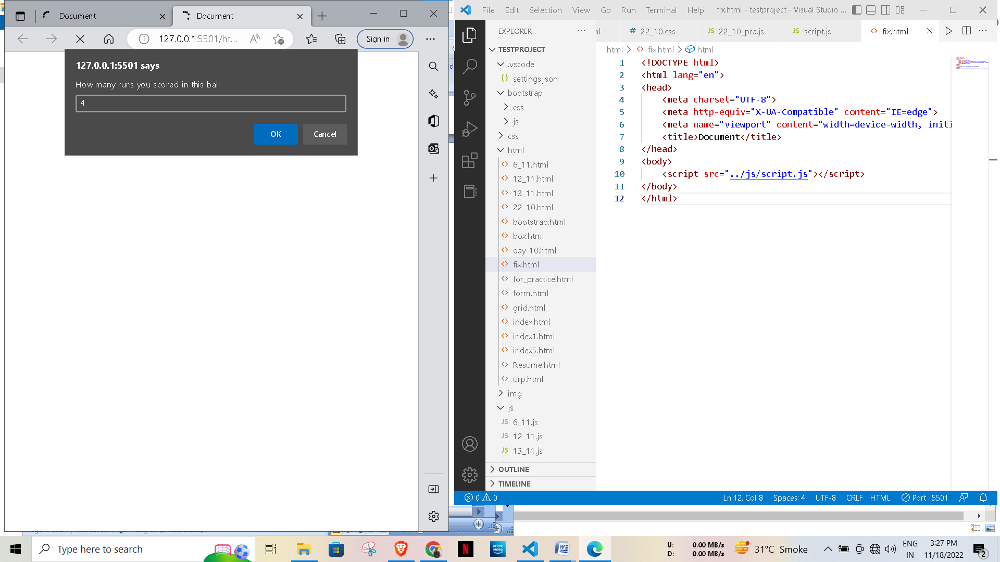 Document
Document
127.0.0.1:5501/ht...
Sign in
127.0.0.1:5501 says
How many runs you scored in this ball
4
OK
Cancel
File Edit Selection View Go Run Terminal Help
fix.html - testproject - Visual Studio ...
EXPLORER
22_10.css
JS 22_10_pra.js
JS script.js
fix.html
TESTPROJECT
.vscode
settings.json
bootstrap
css
js
css
html
6_11.html
12_11.html
13_11.html
22_10.html
bootstrap.html
box.html
day-10.html
fix.html
for_practice.html
form.html
grid.html
index.html
index1.html
index5.html
Resume.html
urp.html
img
js
JS 6_11.js
JS 12_11.js
JS 13_11.js
OUTLINE
TIMELINE
html > fix.html > html
1 <!DOCTYPE html>
2 <html lang="en">
3 <head>
4 <meta charset="UTF-8">
5 <meta http-equiv="X-UA-Compatible" content="IE=edge">
6 <meta name="viewport" content="width=device-width, initi
7 <title>Document</title>
8 </head>
9 <body>
10 <script src="../js/script.js"></script>
11 </body>
12 </html>
0 0
Ln 12, Col 8 Spaces: 4 UTF-8 CRLF HTML Port : 5501
Type here to search
prime video
N
U: 0.00 MB/s
D: 0.00 MB/s
31°C Smoke
ENG
IN
3:27 PM
11/18/2022
2